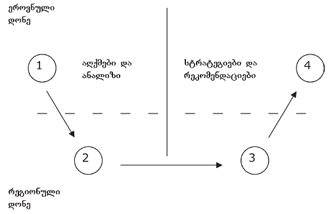 ეროვნული
დონე
1
აღქმები და
ანალიზი
სტრატეგიები და
რეკომენდაციები
4
2
3
რეგიონული
დონე